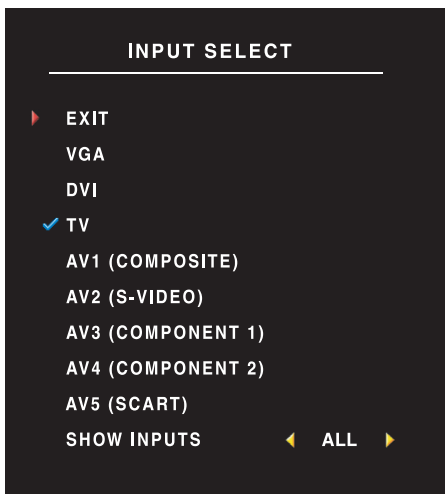 INPUT SELECT
EXIT
VGA
DVI
TV
AV1 (COMPOSITE)
AV2 (S-VIDEO)
AV3 (COMPONENT 1)
AV4 (COMPONENT 2)
AV5 (SCART)
SHOW INPUTS ALL